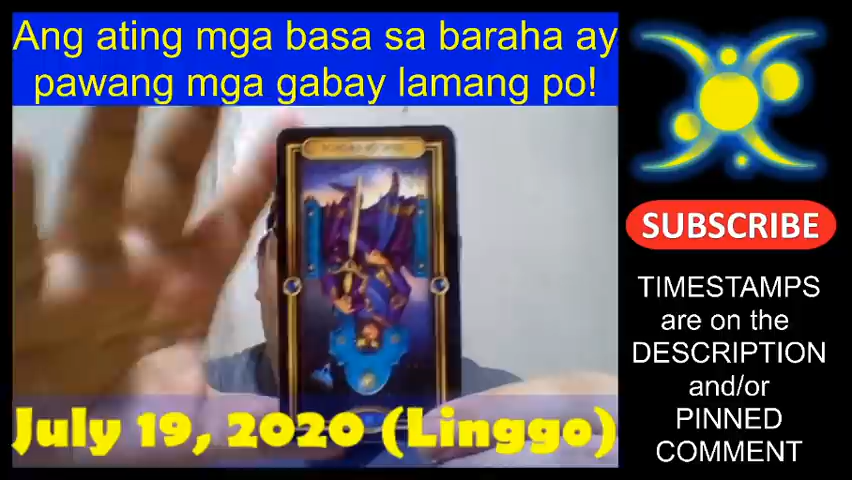 Ang ating mga basa sa baraha ay
pawang mga gabay lamang po!
SUBSCRIBE
TIMESTAMPS
are on the
DESCRIPTION
and/or
PINNED
COMMENT
July 19, 2020 (Linggo)